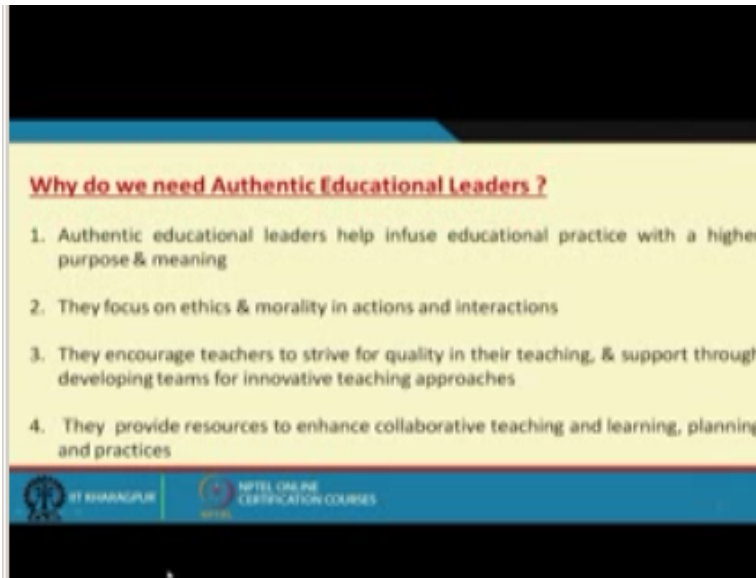 Why do we need Authentic Educational Leaders ?
1. Authentic educational leaders help infuse educational practice with a higher
purpose & meaning
2. They focus on ethics & morality in actions and interactions
3. They encourage teachers to strive for quality in their teaching, & support through
developing teams for innovative teaching approaches
4. They provide resources to enhance collaborative teaching and learning, planning
and practices
IIT KHARAGPUR
NPTEL ONLINE
CERTIFICATION COURSES
NPTEL